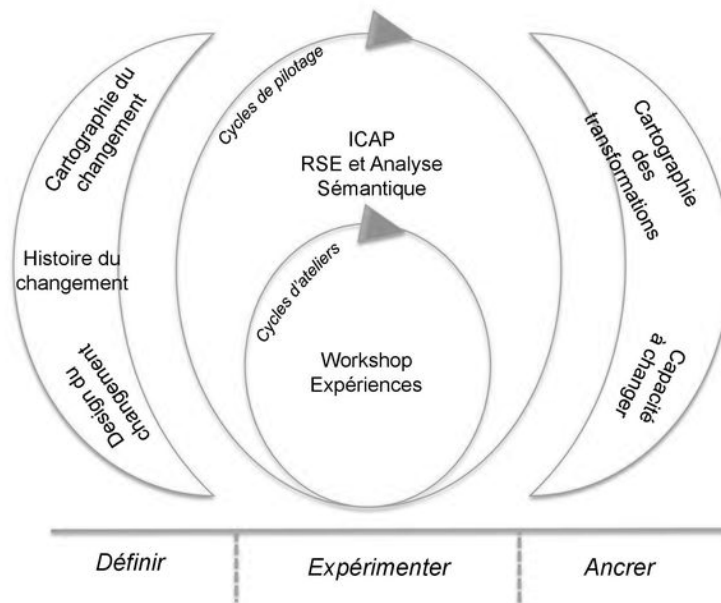 Cartographie du
changement
Histoire du
changement
Design du
changement
Cycles de pilotage
ICAP
RSE et Analyse
Sémantique
Cycles d'ateliers
Workshop
Expériences
Cartographie
des
transformations
Capacité
à changer
Définir
Expérimenter
Ancrer